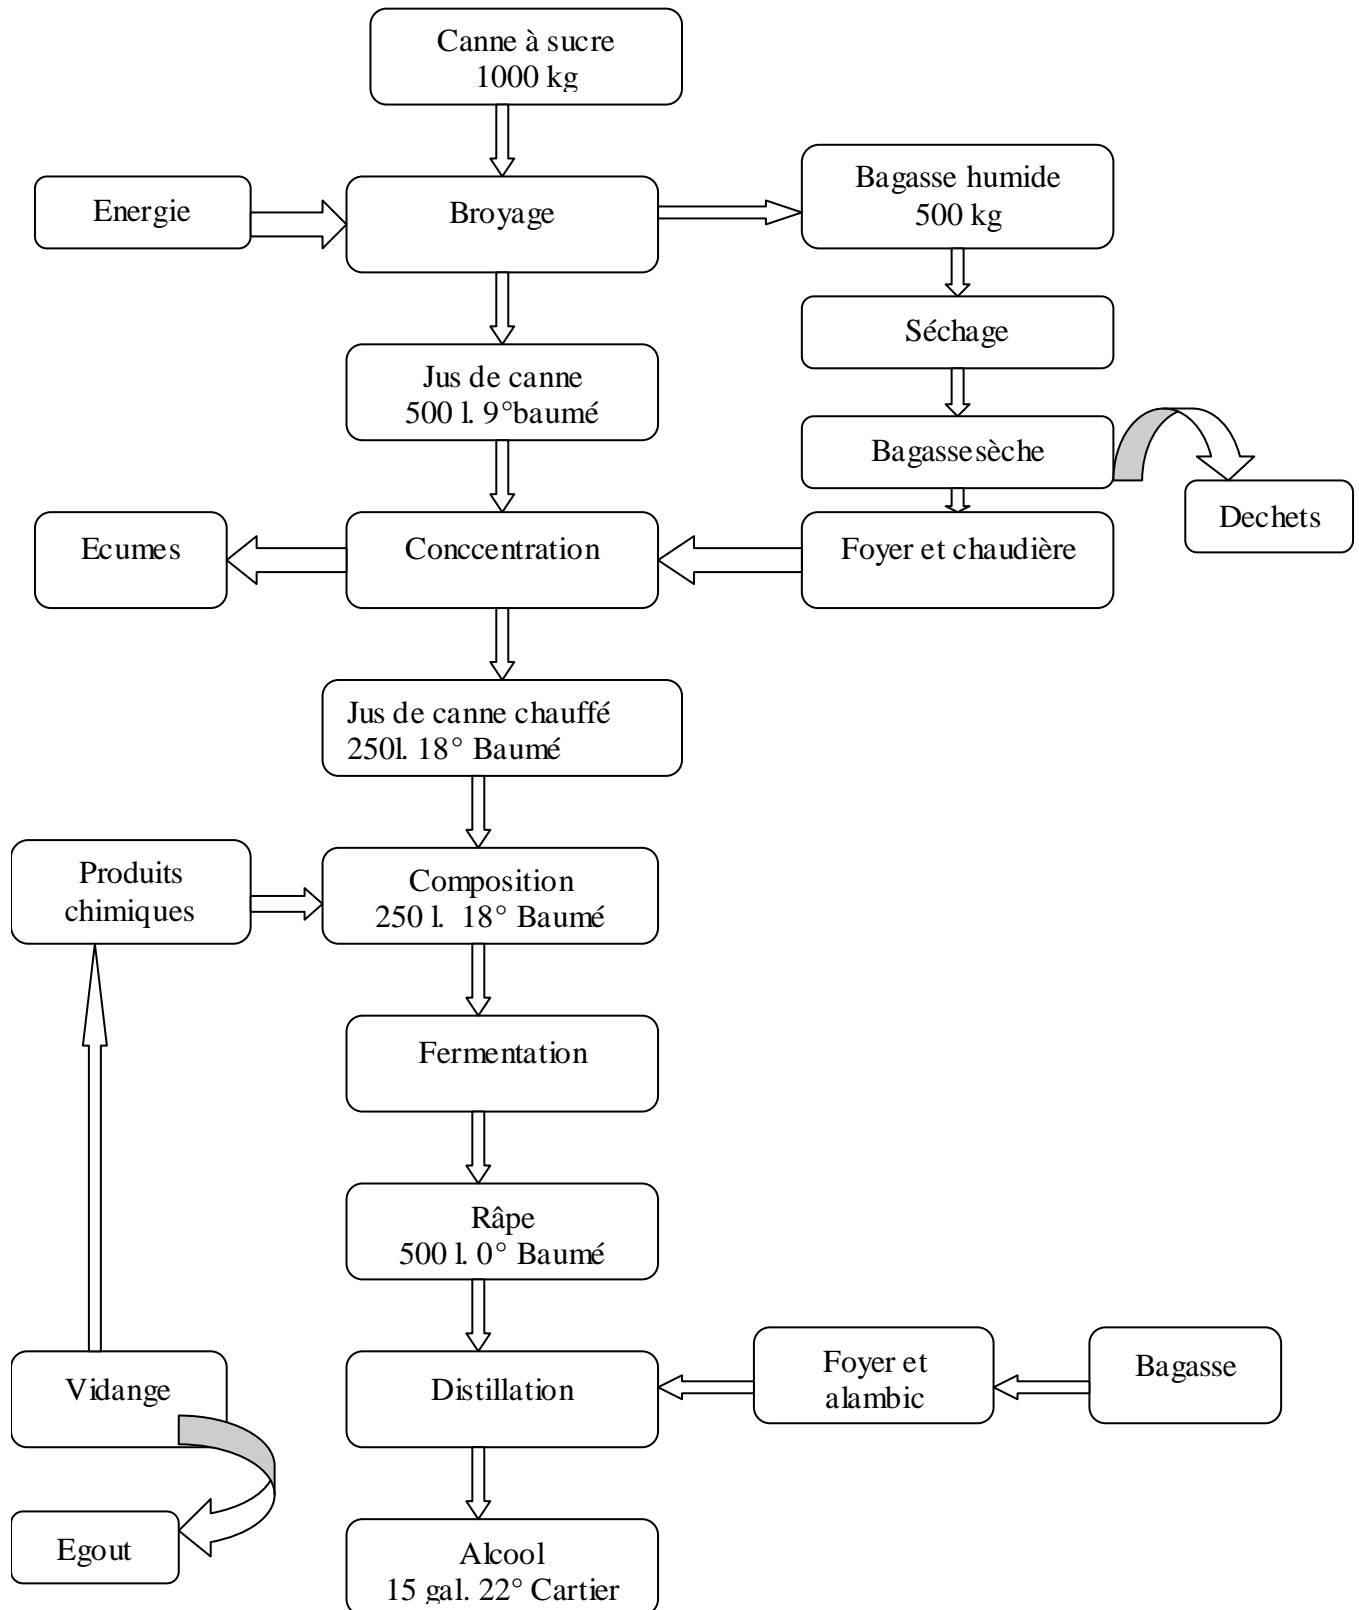 Canne à sucre
1000 kg
Energie
Broyage
Bagasse humide
500 kg
Séchage
Jus de canne
500 l. 9°baumé
Bagassesèche
Dechets
Ecumes
Conccentration
Foyer et chaudière
Jus de canne chauffé
250l. 18° Baumé
Produits
chimiques
Composition
250 l. 18° Baumé
Fermentation
Râpe
500 l. 0° Baumé
Vidange
Distillation
Foyer et
alambic
Bagasse
Egout
Alcool
15 gal. 22° Cartier